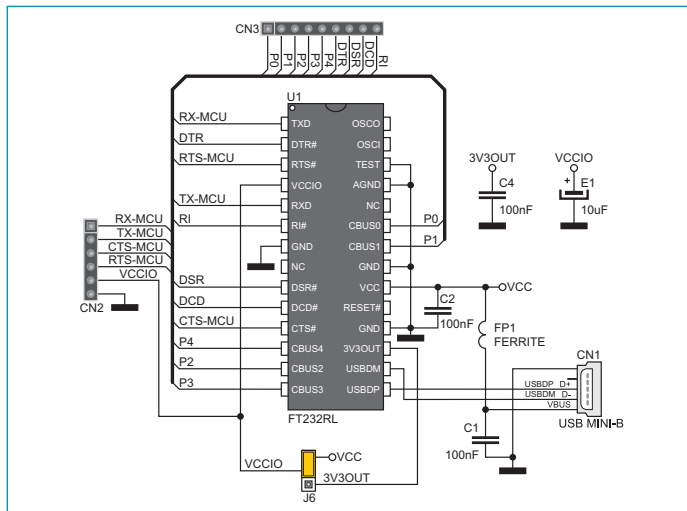 CN3
P0
P1
P2
P3
P4
DTR
DSR
DCD
RI
U1
RX-MCU
TXD
OSCO
DTR
DTR#
OSCI
RTS-MCU
RTS#
TEST
3V3OUT
VCCIO
VCCIO
AGND
C4
E1
+
TX-MCU
RXD
NC
100nF
10uF
RX-MCU
RI
RI#
CBUS0
P0
TX-MCU
CTS-MCU
GND
CBUS1
P1
RTS-MCU
NC
GND
VCCIO
DSR
DSR#
VCC
VCC
CN2
DCD
DCD#
RESET#
C2
CTS-MCU
CTS#
GND
100nF
FP1
FERRITE
P4
CBUS4
3V3OUT
CN1
P2
CBUS2
USBDM
P3
CBUS3
USBDP
USBDP D+
USBDM D-
VBUS
FT232RL
USB MINI-B
C1
100nF
VCC
VCCIO
3V3OUT
J6